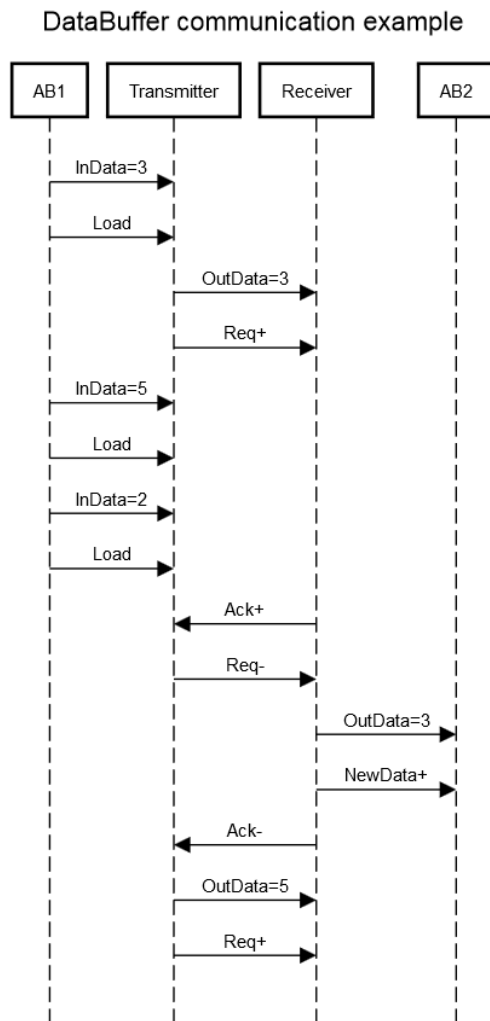 DataBuffer communication example
AB1 Transmitter Receiver AB2
InData=3
Load
OutData=3
Req+
InData=5
Load
InData=2
Load
Ack+
Req-
OutData=3
NewData+
Ack-
OutData=5
Req+